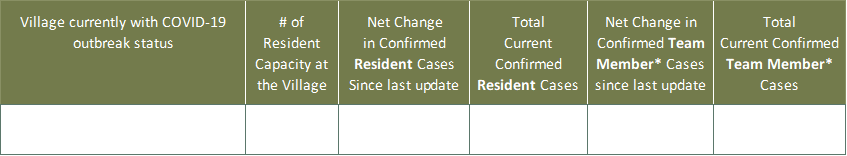 Village currently with COVID-19
outbreak status
# of
Resident
Capacity at
the Village
Net Change
in Confirmed
Resident Cases
Since last update
Total
Current
Confirmed
Resident Cases
Net Change in
Confirmed Team
Member* Cases
since last update
Total
Current Confirmed
Team Member*
Cases